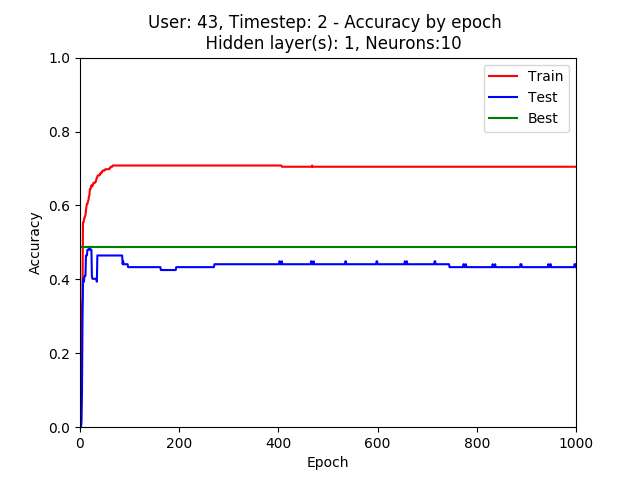 User: 43, Timestep: 2 - Accuracy by epoch
Hidden layer(s): 1, Neurons:10
Train
Test
Best
1.0
0.8
0.6
0.4
0.2
0.0
Accuracy
0 200 400 600 800 1000
Epoch